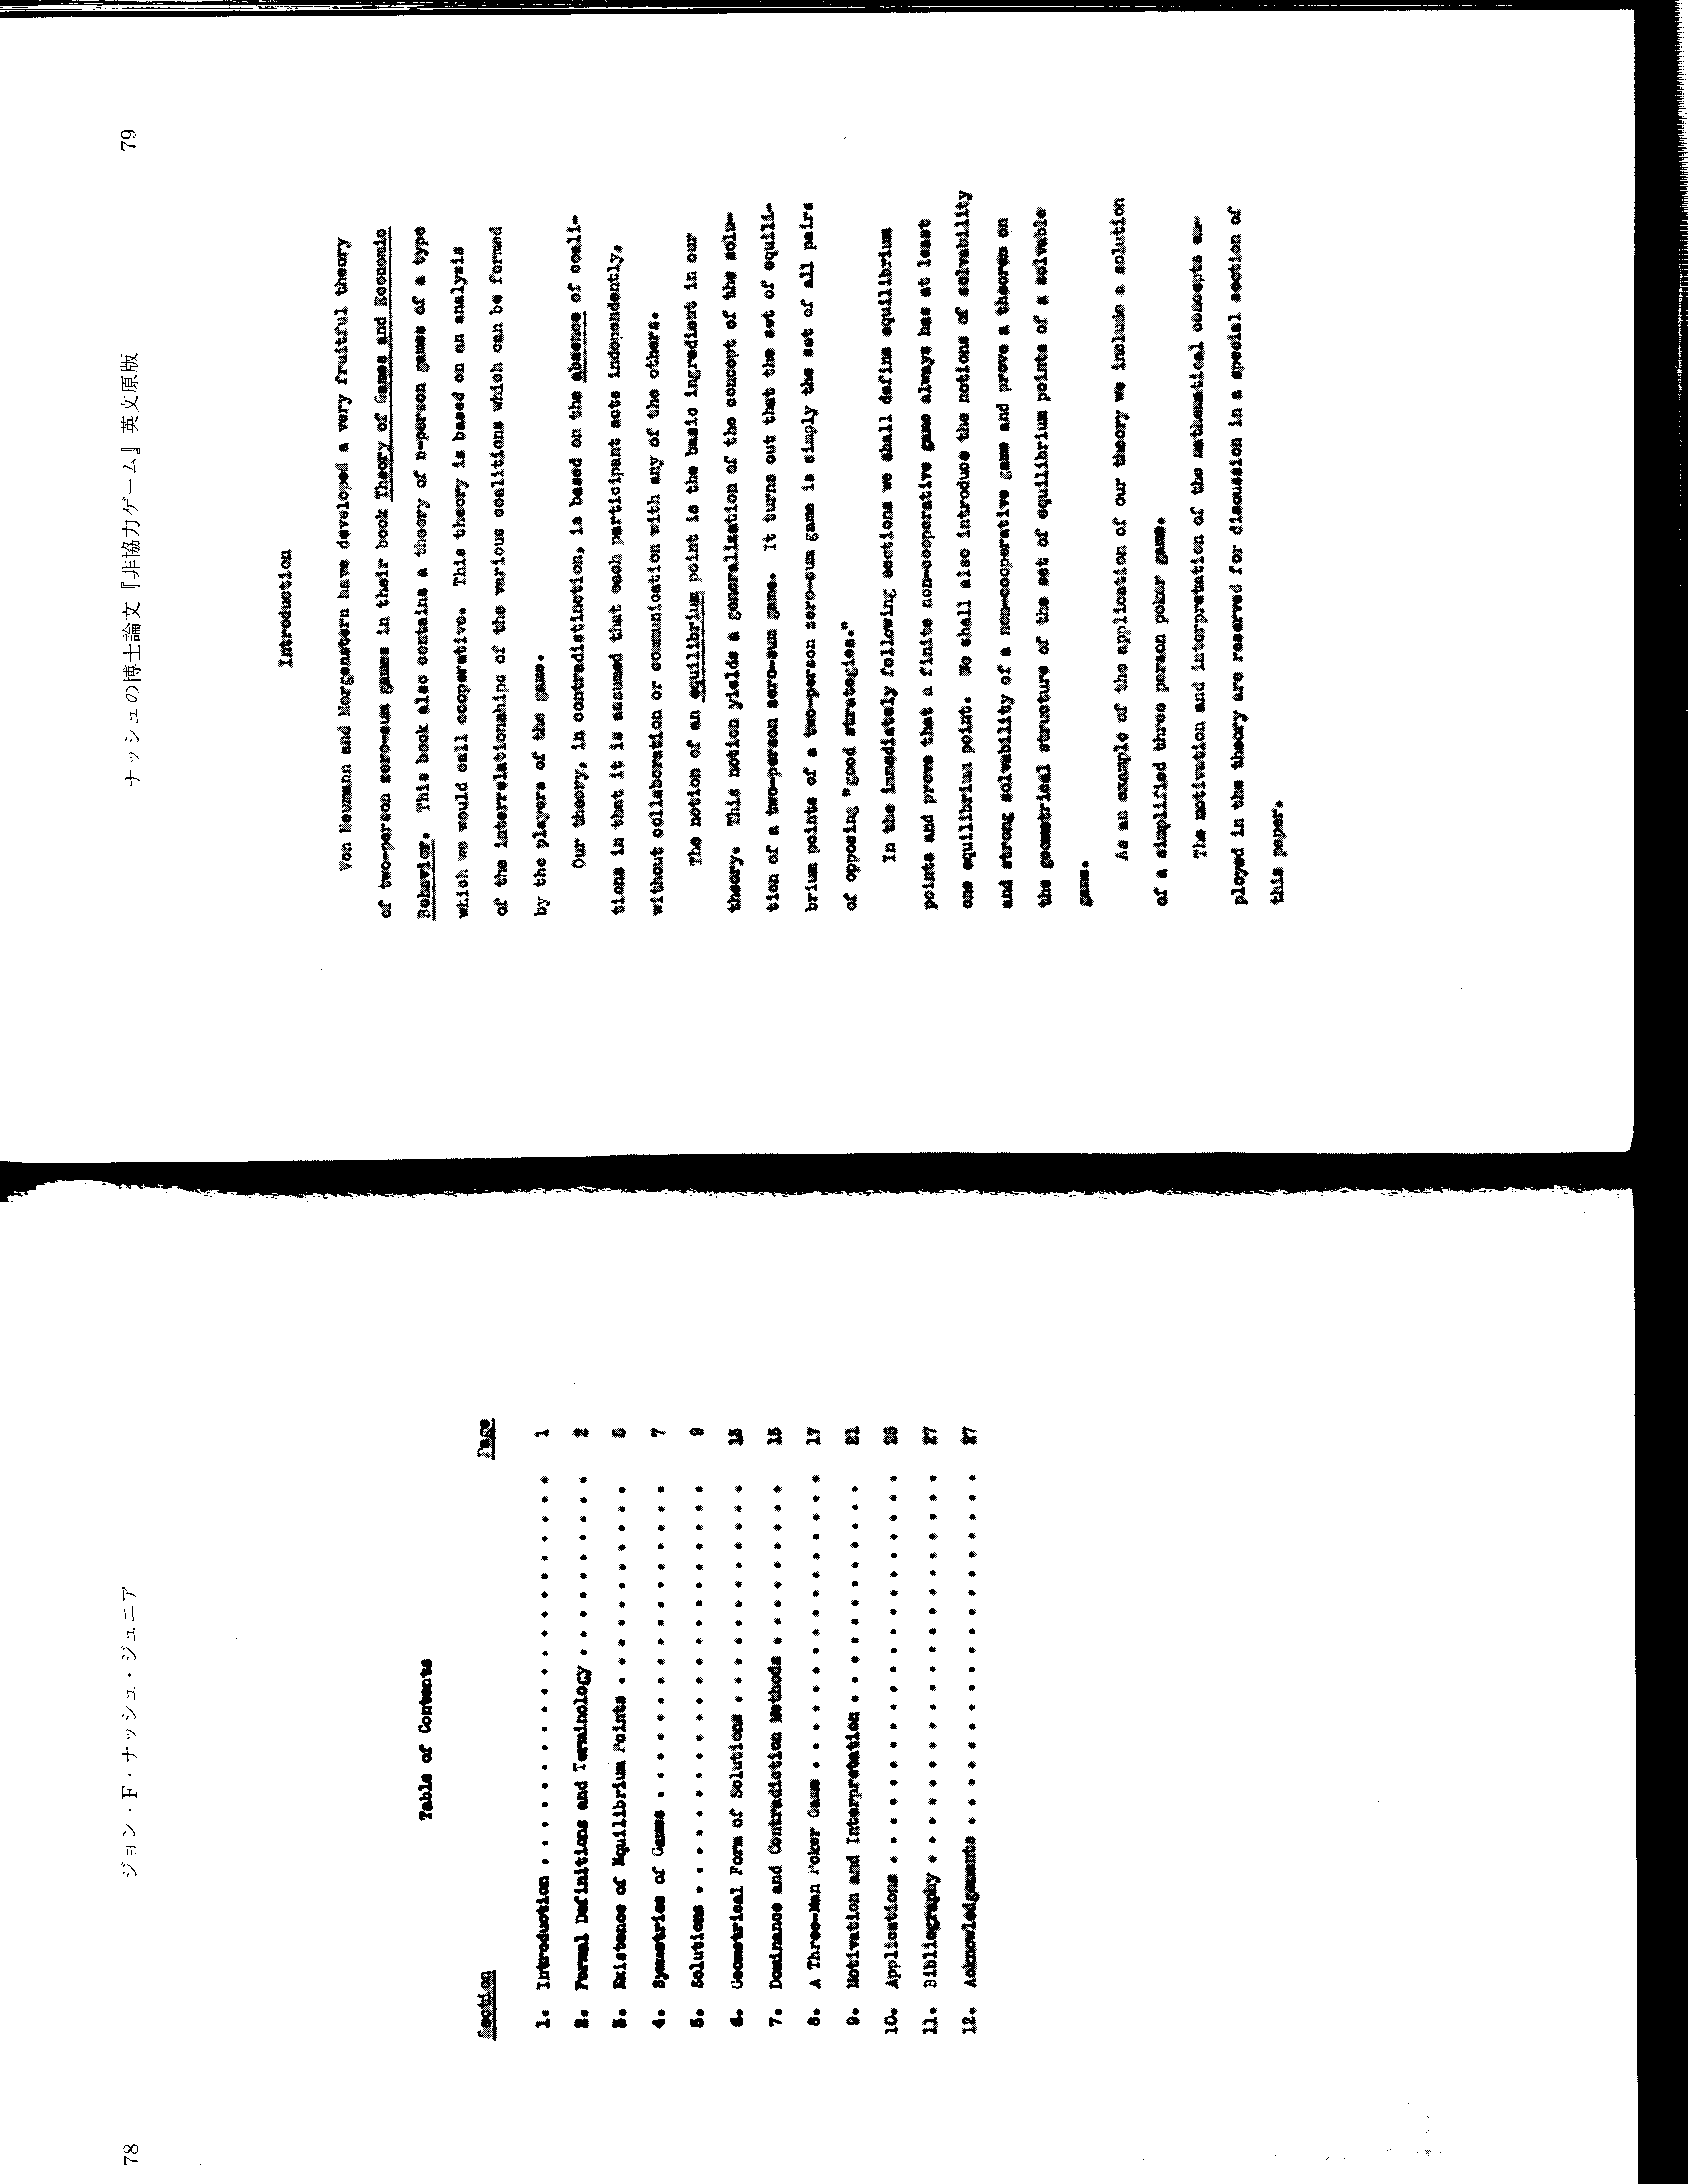 78
ジョン・F・ナッシュ・ジュニア
Table of Contents
Section Page
1. Introduction . . . . . . . . . . . . . . . . . . . . . 1
2. Formal Definitions and Terminology . . . . . . . . . . 2
3. Existence of Equilibrium Points . . . . . . . . . . . 5
4. Symmetries of Games . . . . . . . . . . . . . . . . . 7
5. Solutions . . . . . . . . . . . . . . . . . . . . . 9
6. Geometrical Form of Solutions . . . . . . . . . . . . 13
7. Dominance and Contradiction Methods . . . . . . . . . 15
8. A Three-Man Poker Game . . . . . . . . . . . . . . . . 17
9. Motivation and Interpretation . . . . . . . . . . . . 21
10. Applications . . . . . . . . . . . . . . . . . . . . . 25
11. Bibliography . . . . . . . . . . . . . . . . . . . . . 27
12. Acknowledgements . . . . . . . . . . . . . . . . . . . 27
ナッシュの博士論文『非協力ゲーム』英文原版 79
Introduction
Von Neumann and Morgenstern have developed a very fruitful theory
of two-person zero-sum games in their book Theory of Games and Economic
Behavior. This book also contains a theory of n-person games of a type
which we would call cooperative. This theory is based on an analysis
of the interrelationships of the various coalitions which can be formed
by the players of the game.
Our theory, in contradistinction, is based on the absence of coali-
tions in that it is assumed that each participant acts independently,
without collaboration or communication with any of the others.
The notion of an equilibrium point is the basic ingredient in our
theory. This notion yields a generalization of the concept of the solu-
tion of a two-person zero-sum game. It turns out that the set of equili-
brium points of a two-person zero-sum game is simply the set of all pairs
of opposing "good strategies."
In the immediately following sections we shall define equilibrium
points and prove that a finite non-cooperative game always has at least
one equilibrium point. We shall also introduce the notions of solvability
and strong solvability of a non-cooperative game and prove a theorem on
the geometrical structure of the set of equilibrium points of a solvable
game.
As an example of the application of our theory we include a solution
of a simplified three person poker game.
The motivation and interpretation of the mathematical concepts em-
ployed in the theory are reserved for discussion in a special section of
this paper.